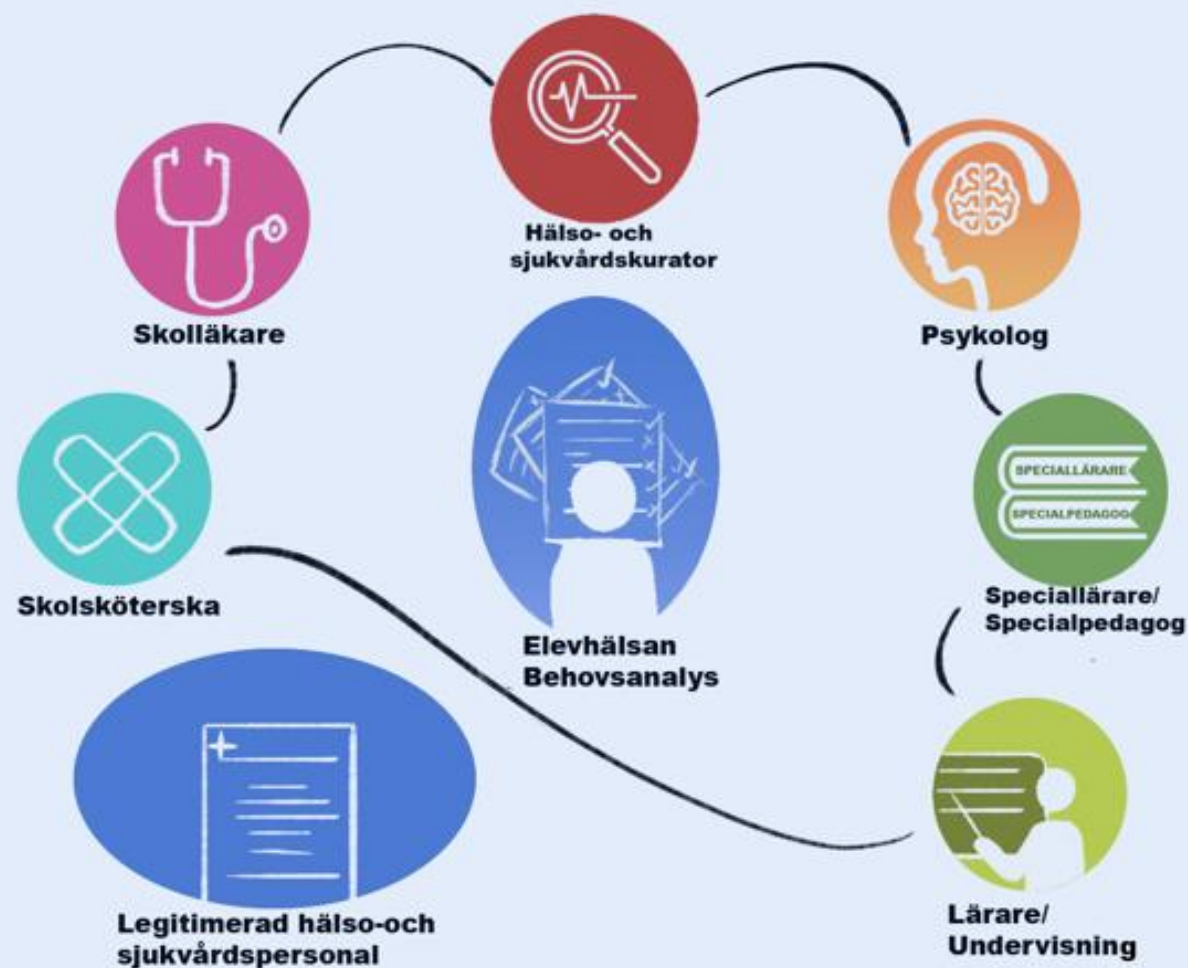 Hälso- och
sjukvårdskurator
Skolläkare
Psykolog
SPECIALLÄRARE
SPECIALPEDAGOG
Skolsköterska
Speciallärare/
Specialpedagog
Elevhälsan
Behovsanalys
Legitimerad hälso-och
sjukvårdspersonal
Lärare/
Undervisning